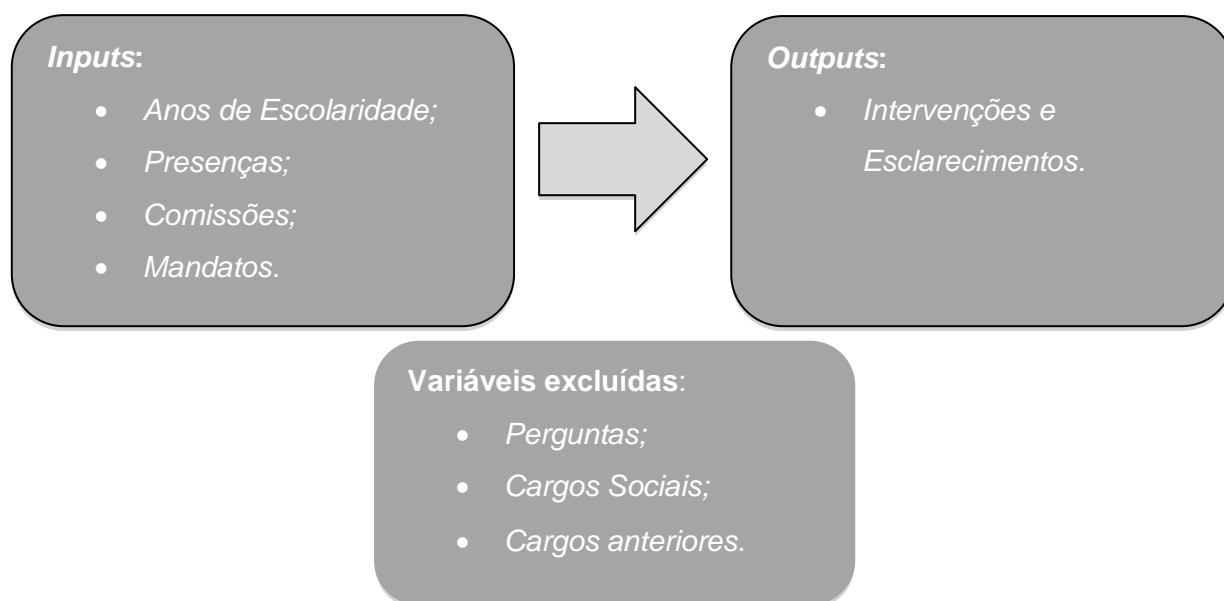 Inputs:
• Anos de Escolaridade;
• Presenças;
• Comissões;
• Mandatos.
Outputs:
• Intervenções e
Esclarecimentos.
Variáveis excluídas:
• Perguntas;
• Cargos Sociais;
• Cargos anteriores.